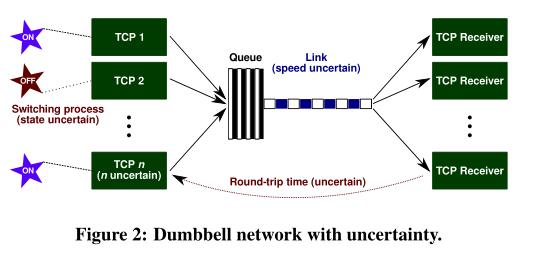 ON
TCP 1
OFF
TCP 2
Switching process
(state uncertain)
ON
TCP n
(n uncertain)
Queue
Link
(speed uncertain)
Round-trip time (uncertain)
TCP Receiver
TCP Receiver
TCP Receiver
Figure 2: Dumbbell network with uncertainty.